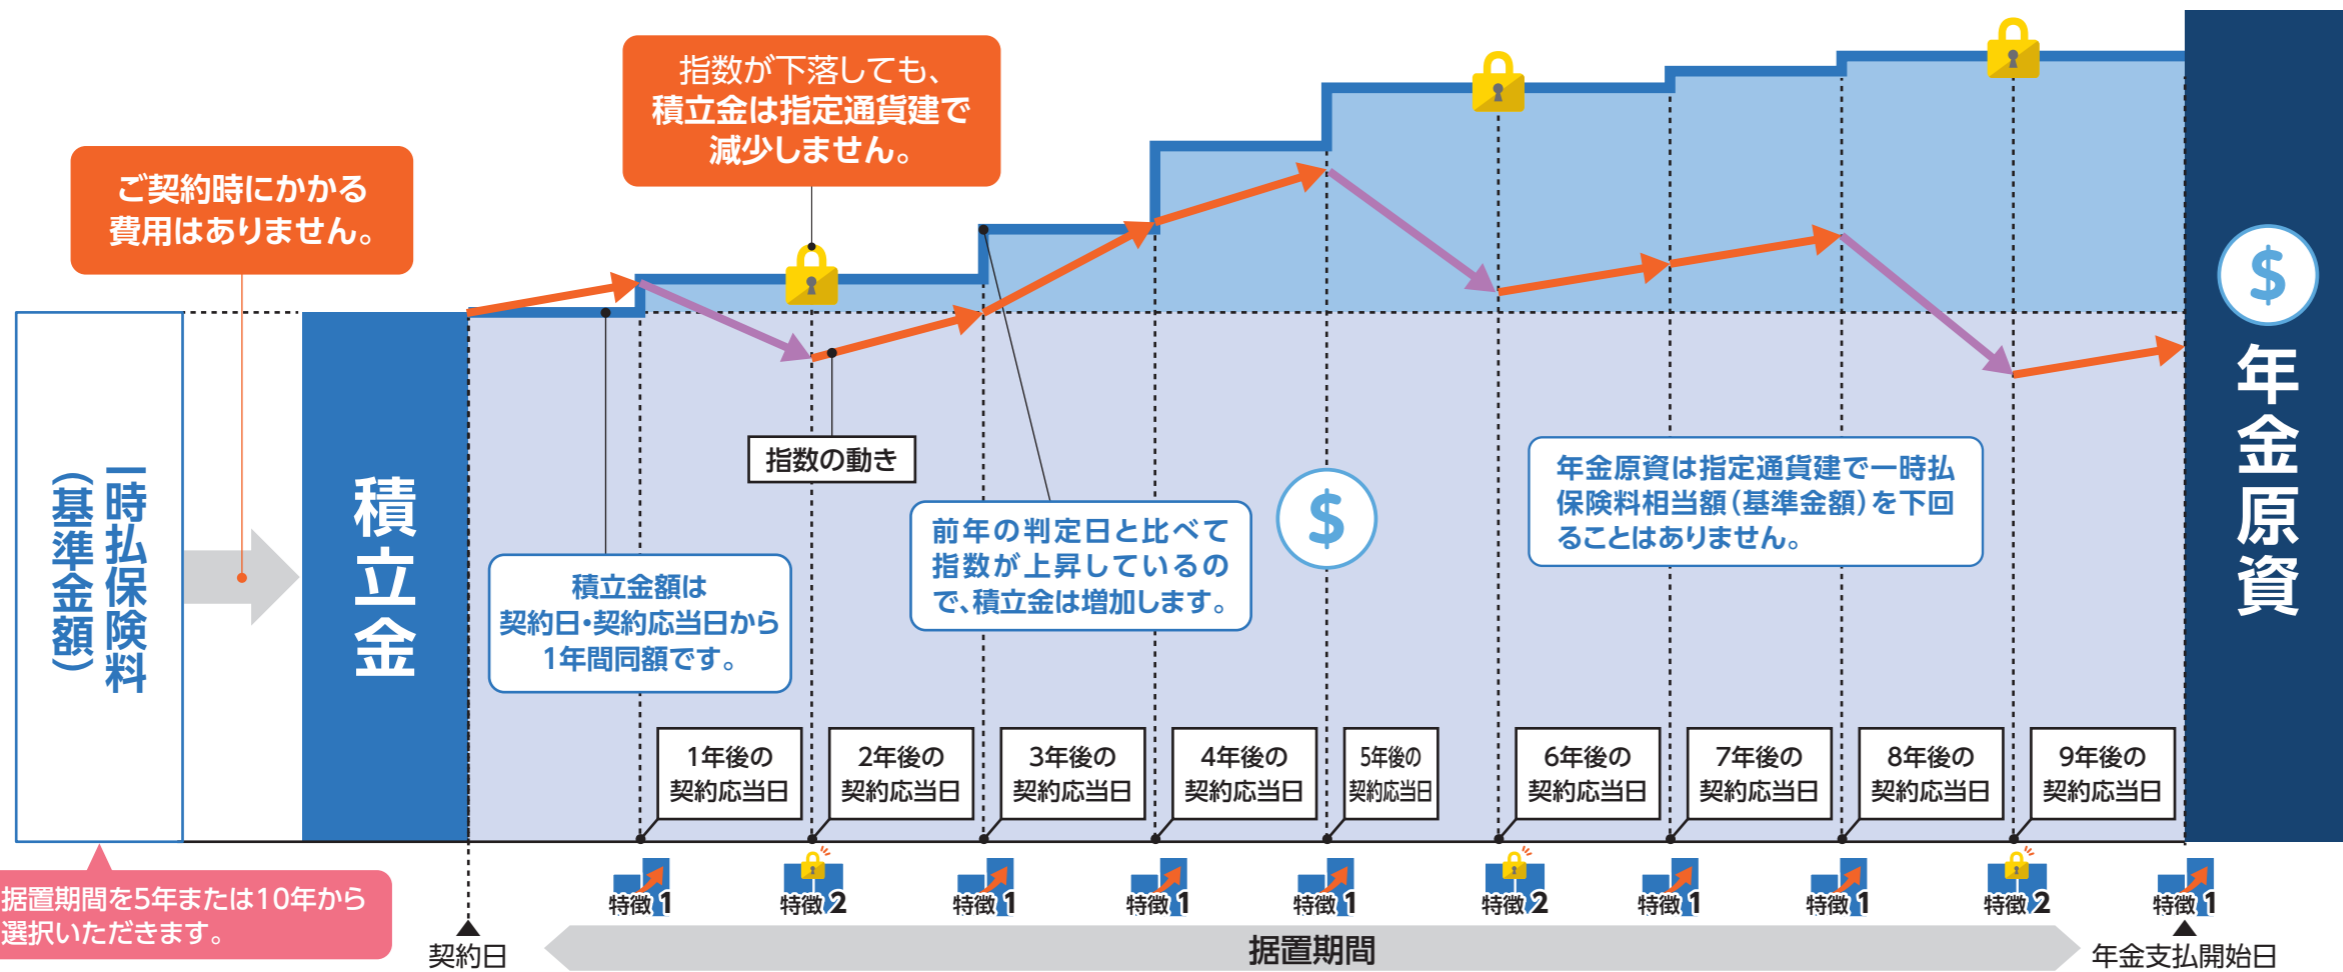 指数が下落しても、
積立金は指定通貨建で
減少しません。
ご契約時にかかる
費用はありません。
一時払保険料
（基準金額）
積立金
指数の動き
積立金額は
契約日・契約応当日から
1年間同額です。
前年の判定日と比べて
指数が上昇しているの
で、積立金は増加します。
$
年金原資は指定通貨建で一時払
保険料相当額（基準金額）を下回
ることはありません。
$
年金原資
1年後の
契約応当日
2年後の
契約応当日
3年後の
契約応当日
4年後の
契約応当日
5年後の
契約応当日
6年後の
契約応当日
7年後の
契約応当日
8年後の
契約応当日
9年後の
契約応当日
特徴1
特徴2
特徴1
特徴1
特徴1
特徴2
特徴1
特徴1
特徴2
特徴1
据置期間を5年または10年から
選択いただきます。
契約日
据置期間
年金支払開始日